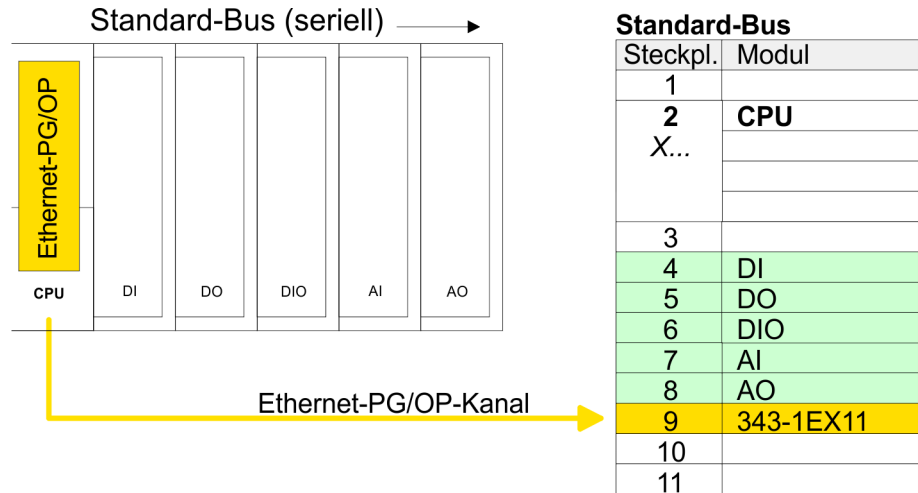 Standard-Bus (seriell)
Ethernet-PG/OP
CPU
DI
DO
DIO
AI
AO
Ethernet-PG/OP-Kanal
Standard-Bus
Steckpl. Modul
1
2 CPU
X...
3
4 DI
5 DO
6 DIO
7 AI
8 AO
9 343-1EX11
10
11